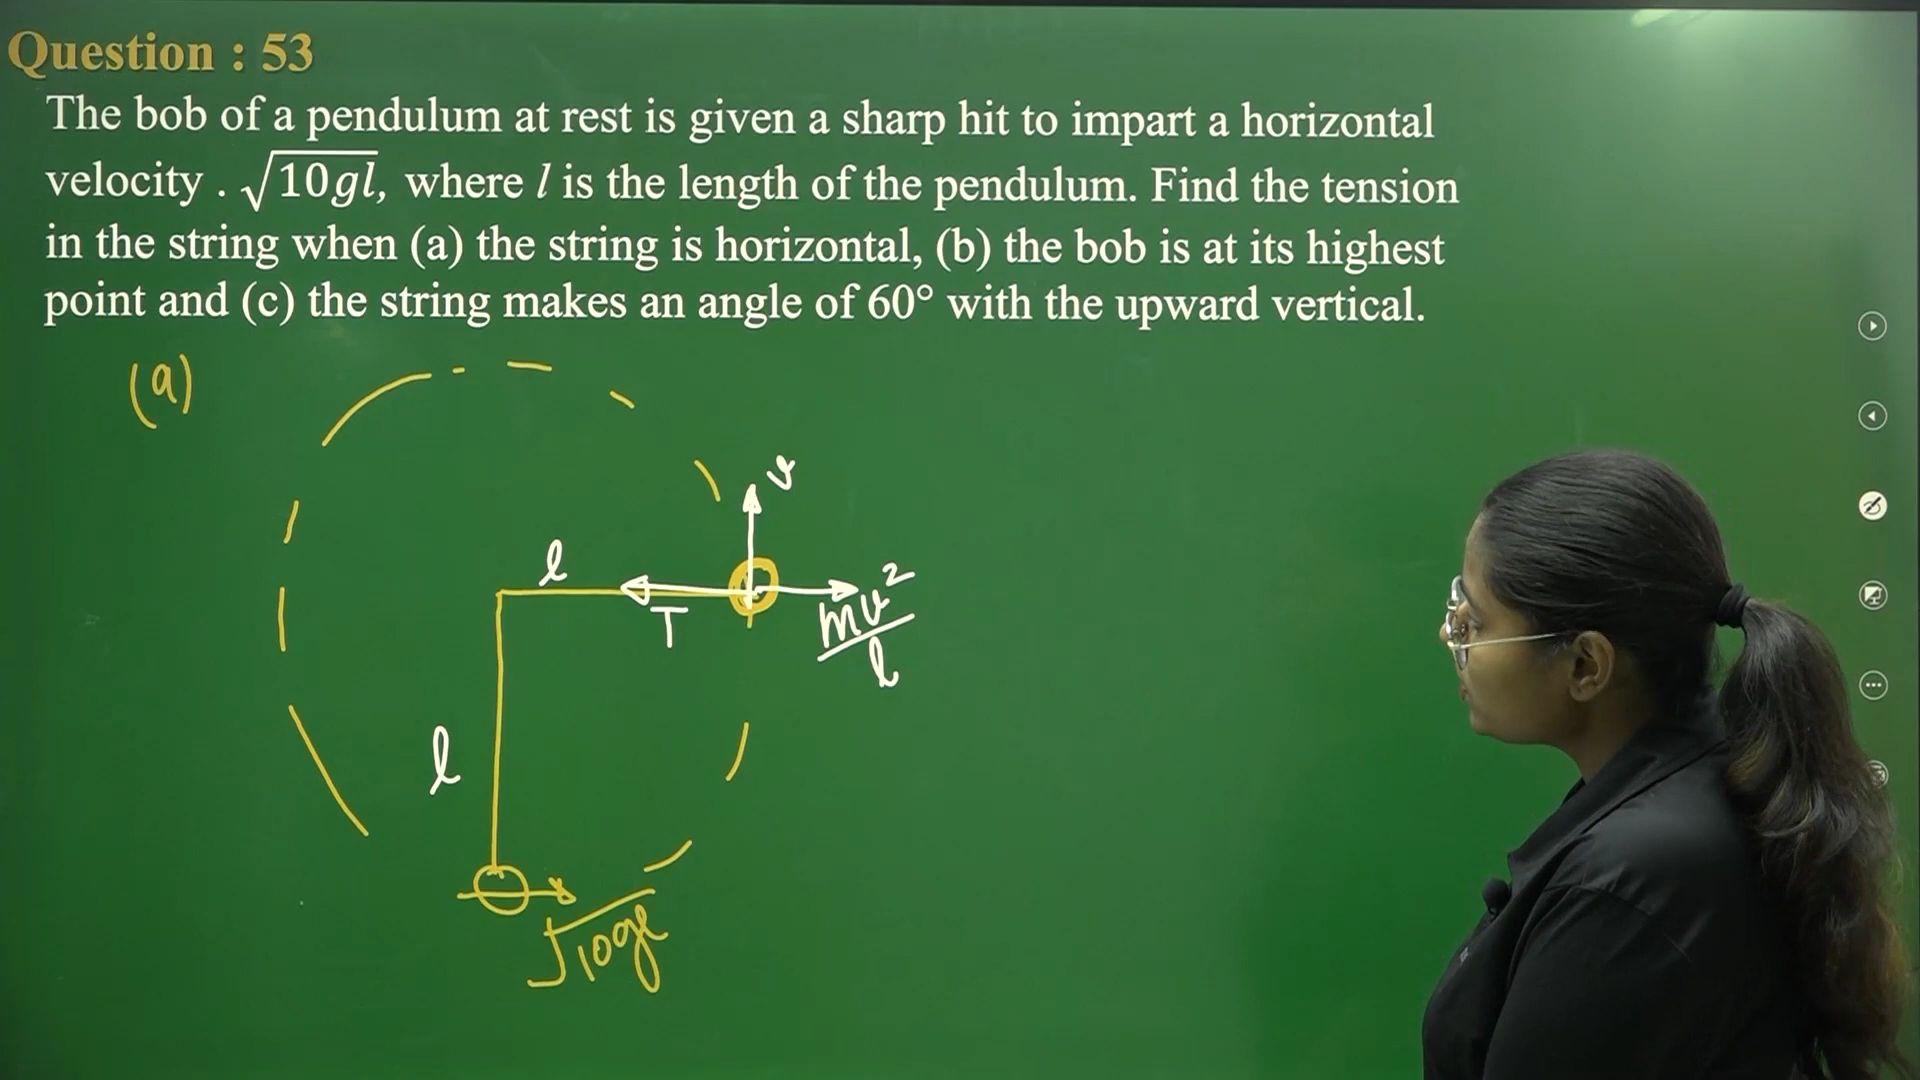 Question : 53
The bob of a pendulum at rest is given a sharp hit to impart a horizontal
velocity . √10gl, where l is the length of the pendulum. Find the tension
in the string when (a) the string is horizontal, (b) the bob is at its highest
point and (c) the string makes an angle of 60° with the upward vertical.
(a)
v
l
T
mv²/l
l
√10gl